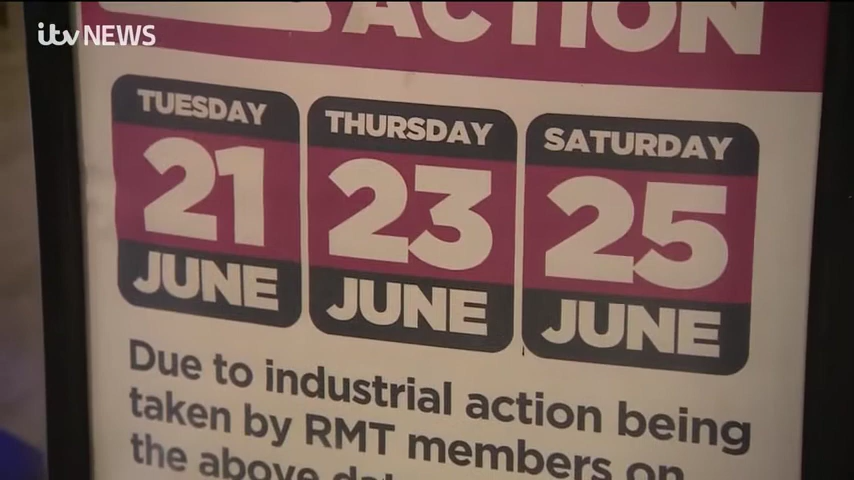 itv NEWS
ACTION
TUESDAY
21
JUNE
THURSDAY
23
JUNE
SATURDAY
25
JUNE
Due to industrial action being
taken by RMT members on
the above